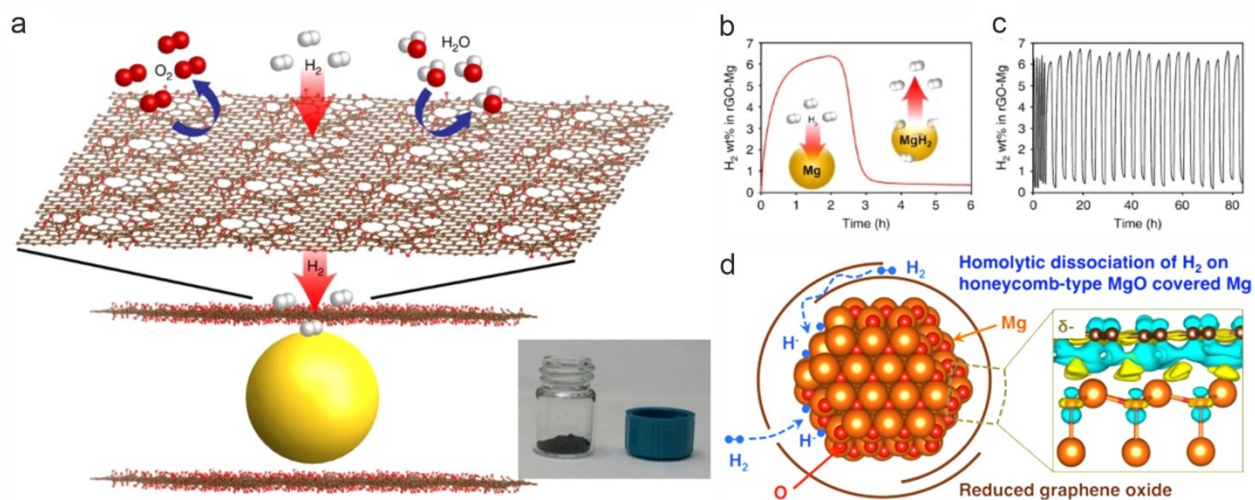 a
O₂
H₂
H₂O
H₂
b
H₂ wt% in rGO-Mg
7
6
5
4
3
2
1
0
H₂
Mg
MgH₂
0 1 2 3 4 5 6
Time (h)
c
H₂ wt% in rGO-Mg
7
6
5
4
3
2
1
0
0 20 40 60 80
Time (h)
d
H₂
Homolytic dissociation of H₂ on
honeycomb-type MgO covered Mg
Mg
δ-
H-
H-
H₂
O
Reduced graphene oxide